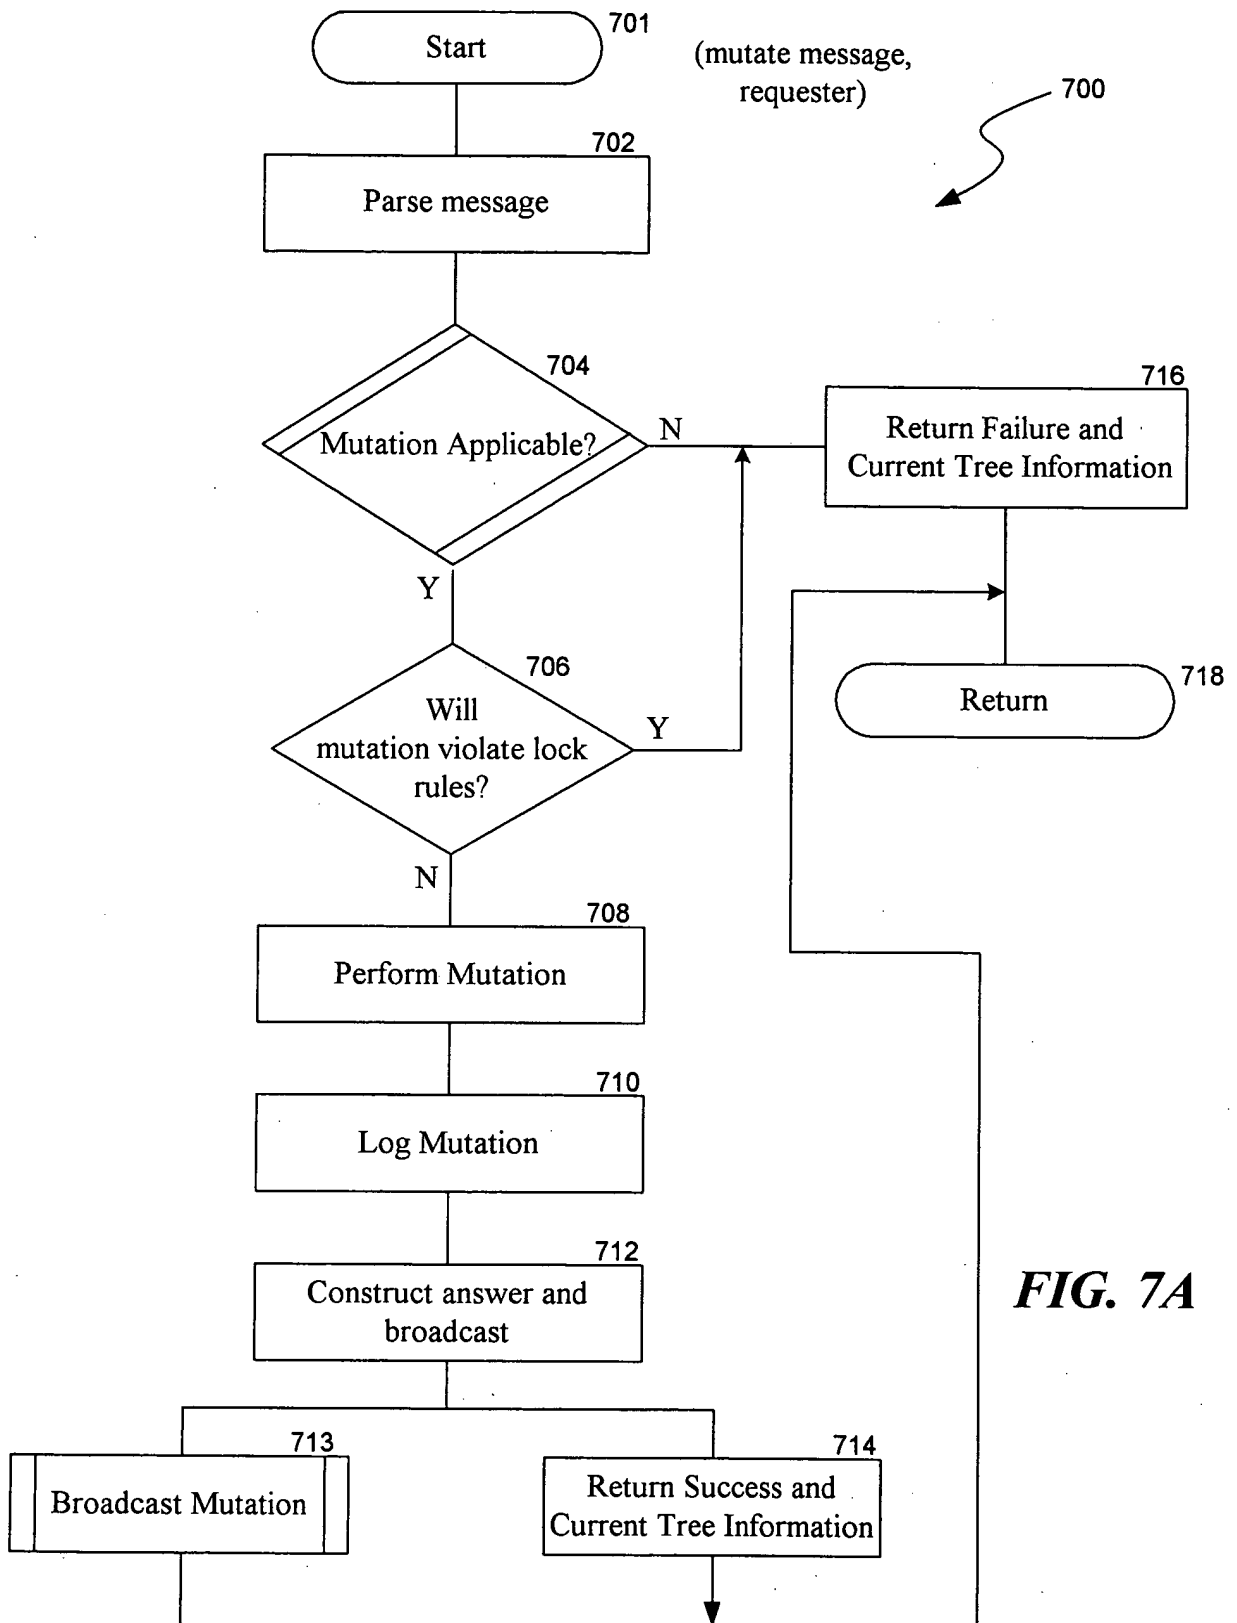 701
Start
(mutate message,
requester)
700
702
Parse message
704
Mutation Applicable?
N
716
Return Failure and
Current Tree Information
Y
706
Will
mutation violate lock
rules?
Y
718
Return
N
708
Perform Mutation
710
Log Mutation
712
Construct answer and
broadcast
FIG. 7A
713
Broadcast Mutation
714
Return Success and
Current Tree Information